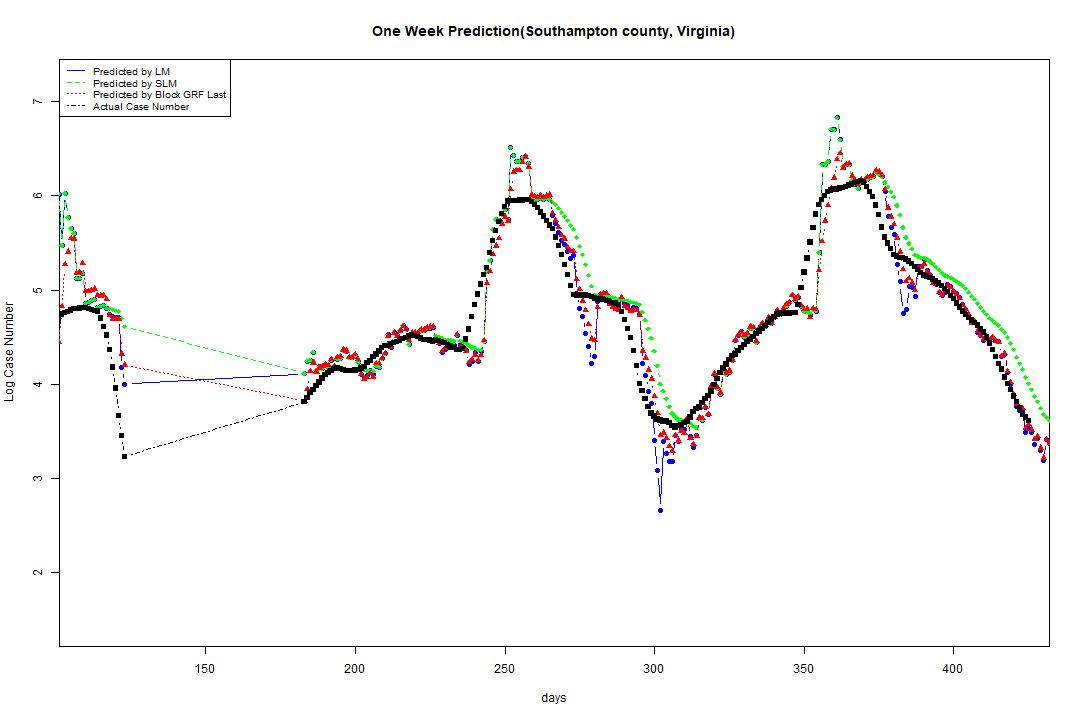 One Week Prediction(Southampton county, Virginia)
Predicted by LM
Predicted by SLM
Predicted by Block GRF Last
Actual Case Number
7
6
5
4
3
2
Log Case Number
150 200 250 300 350 400
days